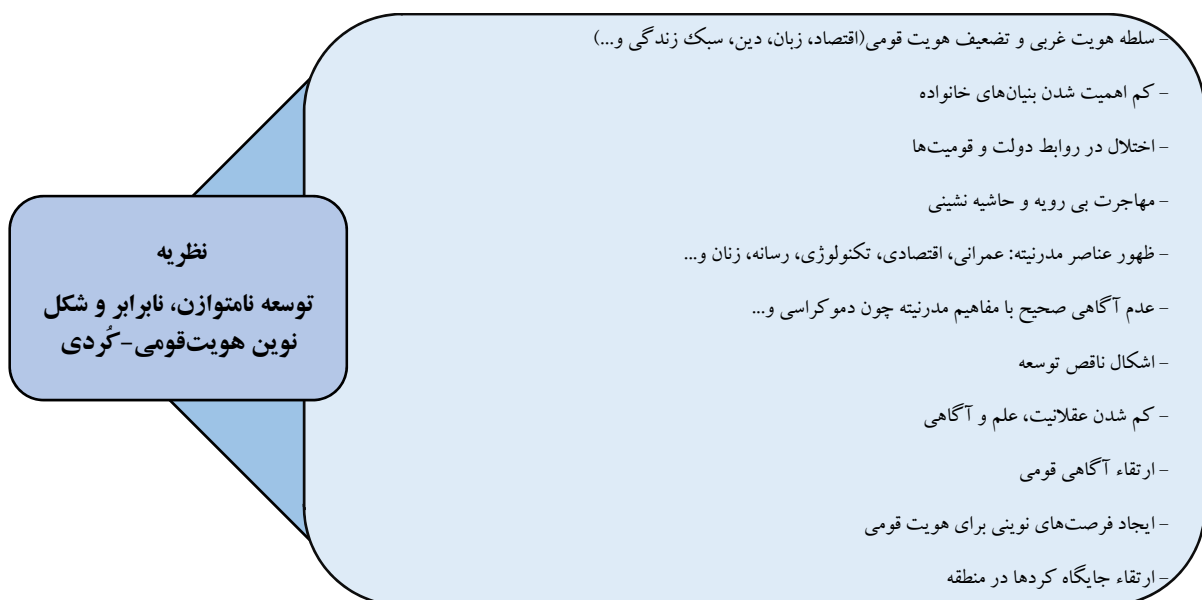 - سلطه هویت غربی و تضعیف هویت قومی(اقتصاد، زبان، دین، سبک زندگی و...)
- کم اهمیت شدن بنیان‌های خانواده
- اختلال در روابط دولت و قومیت‌ها
- مهاجرت بی رویه و حاشیه نشینی
- ظهور عناصر مدرنیته: عمرانی، اقتصادی، تکنولوژی، رسانه، زنان و...
- عدم آگاهی صحیح با مفاهیم مدرنیته چون دموکراسی و...
- اشکال ناقص توسعه
- کم شدن عقلانیت، علم و آگاهی
- ارتقاء آگاهی قومی
- ایجاد فرصت‌های نوینی برای هویت قومی
- ارتقاء جایگاه کردها در منطقه
نظریه
توسعه نامتوازن، نابرابر و شکل
نوین هویت‌قومی-کُردی